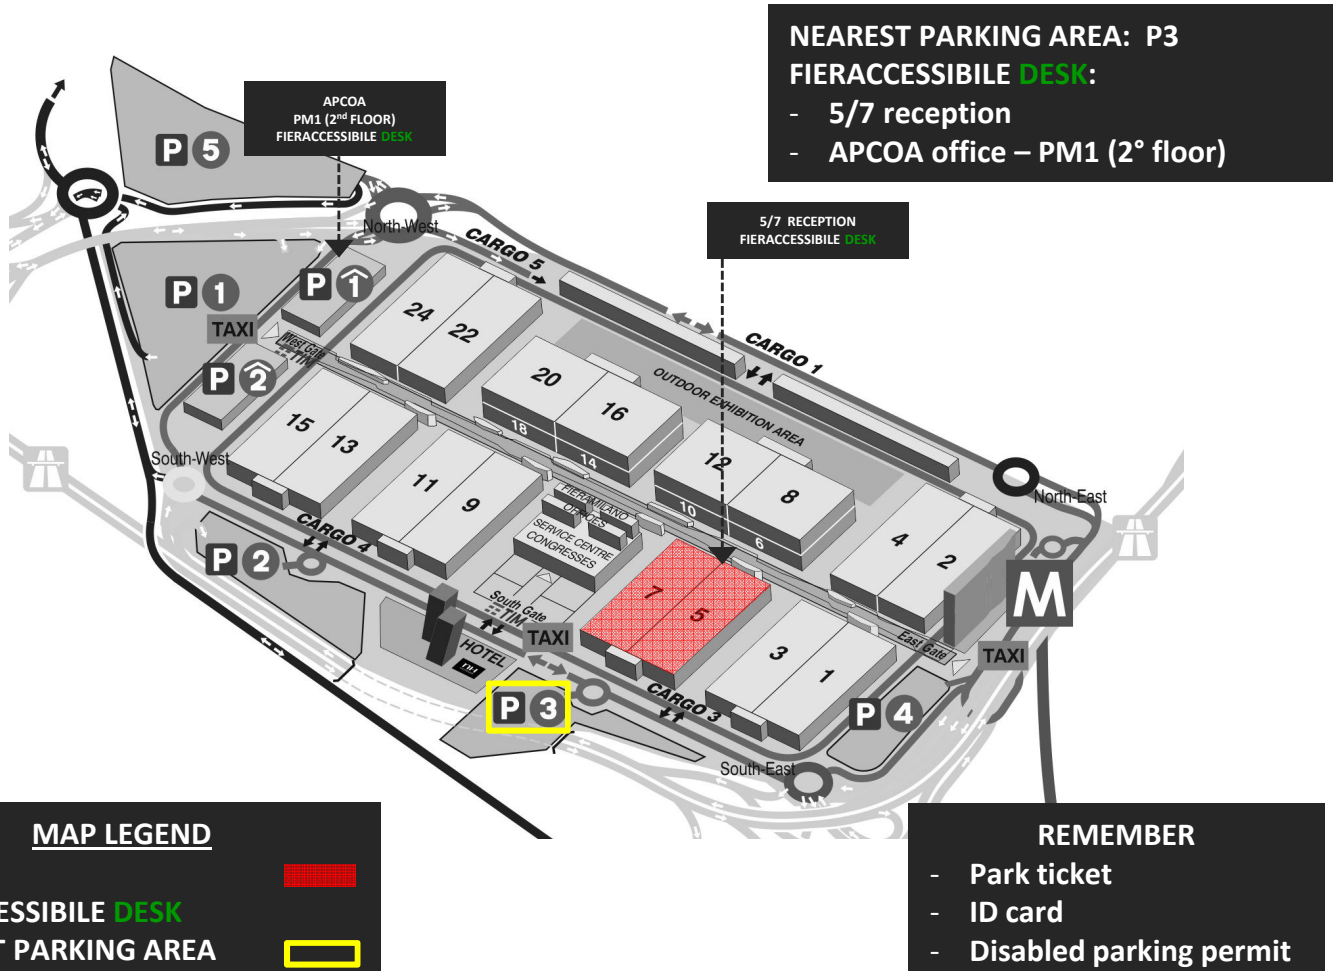 NEAREST PARKING AREA: P3
FIERACCESSIBILE DESK:
- 5/7 reception
- APCOA office – PM1 (2° floor)
APCOA
PM1 (2nd FLOOR)
FIERACCESSIBILE DESK
P 5
5/7 RECEPTION
FIERACCESSIBILE DESK
North-West
CARGO 5
P 1
P 1
TAXI
West Gate
TIM
P 2
24
22
CARGO 1
OUTDOOR EXHIBITION AREA
20
16
18
14
15
13
12
8
10
6
11
9
South-West
North-East
FIERAMILANO
OFFICES
SERVICE CENTRE
CONGRESSES
4
2
M
CARGO 4
P 2
7
5
South Gate
TIM
TAXI
HOTEL
nH
East Gate
TAXI
3
1
P 3
CARGO 3
P 4
South-East
MAP LEGEND
ESSIBILE DESK
T PARKING AREA
REMEMBER
- Park ticket
- ID card
- Disabled parking permit